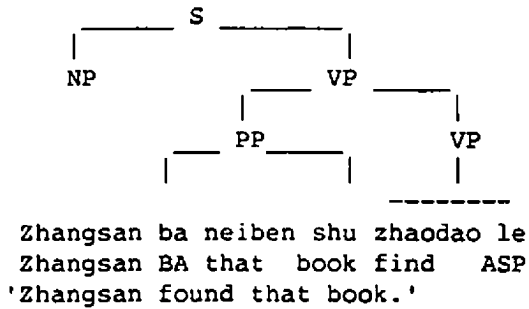 S
NP VP
PP VP
Zhangsan ba neiben shu zhaodao le
Zhangsan BA that book find ASP
'Zhangsan found that book.'